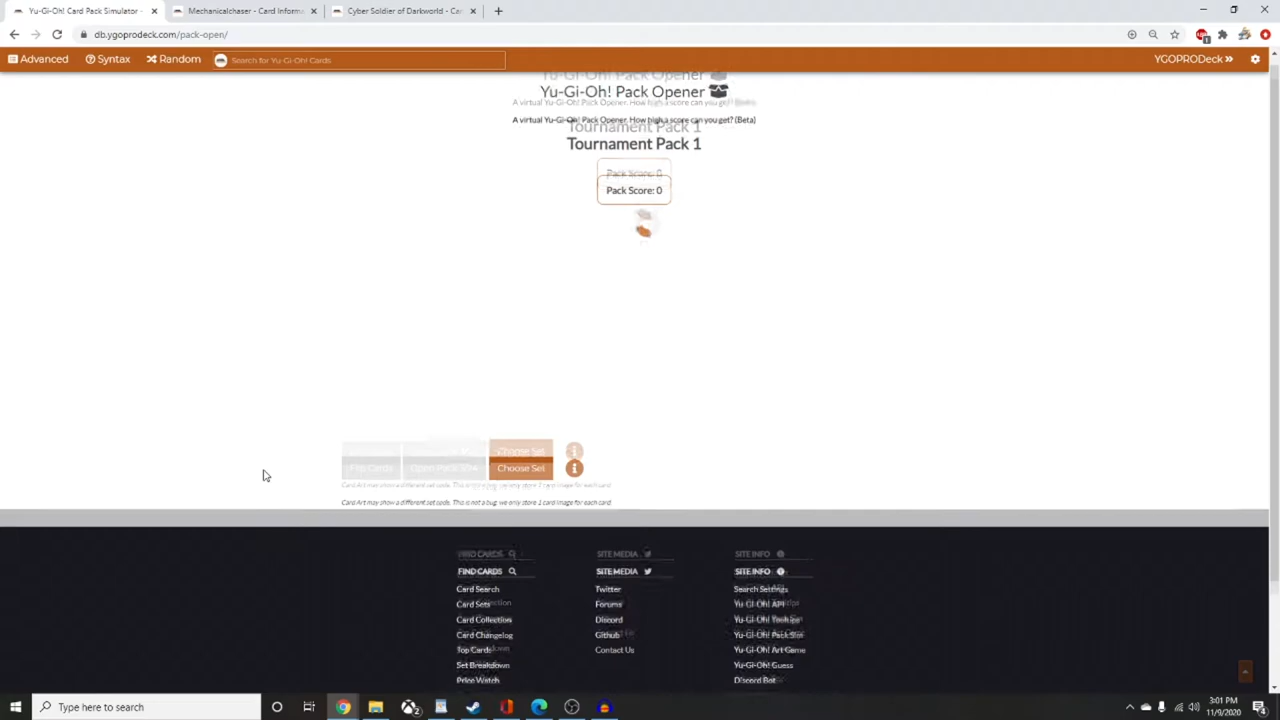 Yu-Gi-Oh! Card Pack Simulator -
Mechanicalchaser - Card Informa
Cyber Soldier of Darkworld - Ca
db.ygoprodeck.com/pack-open/
Advanced
Syntax
Random
Search for Yu-Gi-Oh! Cards
YGOPRODeck
Yu-Gi-Oh! Pack Opener
A virtual Yu-Gi-Oh! Pack Opener. How high a score can you get? (Beta)
Tournament Pack 1
Pack Score: 0
Flip Cards
Choose Set
Card Art may show a different set code. This is not a bug, we only store 1 card image for each card.
FIND CARDS
SITE MEDIA
SITE INFO
Card Search
Twitter
Search Settings
Card Sets
Forums
Yu-Gi-Oh! API
Card Collection
Discord
Yu-Gi-Oh! Tooltips
Card Changelog
Github
Yu-Gi-Oh! Pack Sim
Top Cards
Contact Us
Yu-Gi-Oh! Art Game
Set Breakdown
Yu-Gi-Oh! Guess
Price Watch
Discord Bot
Type here to search
3:01 PM
11/9/2020